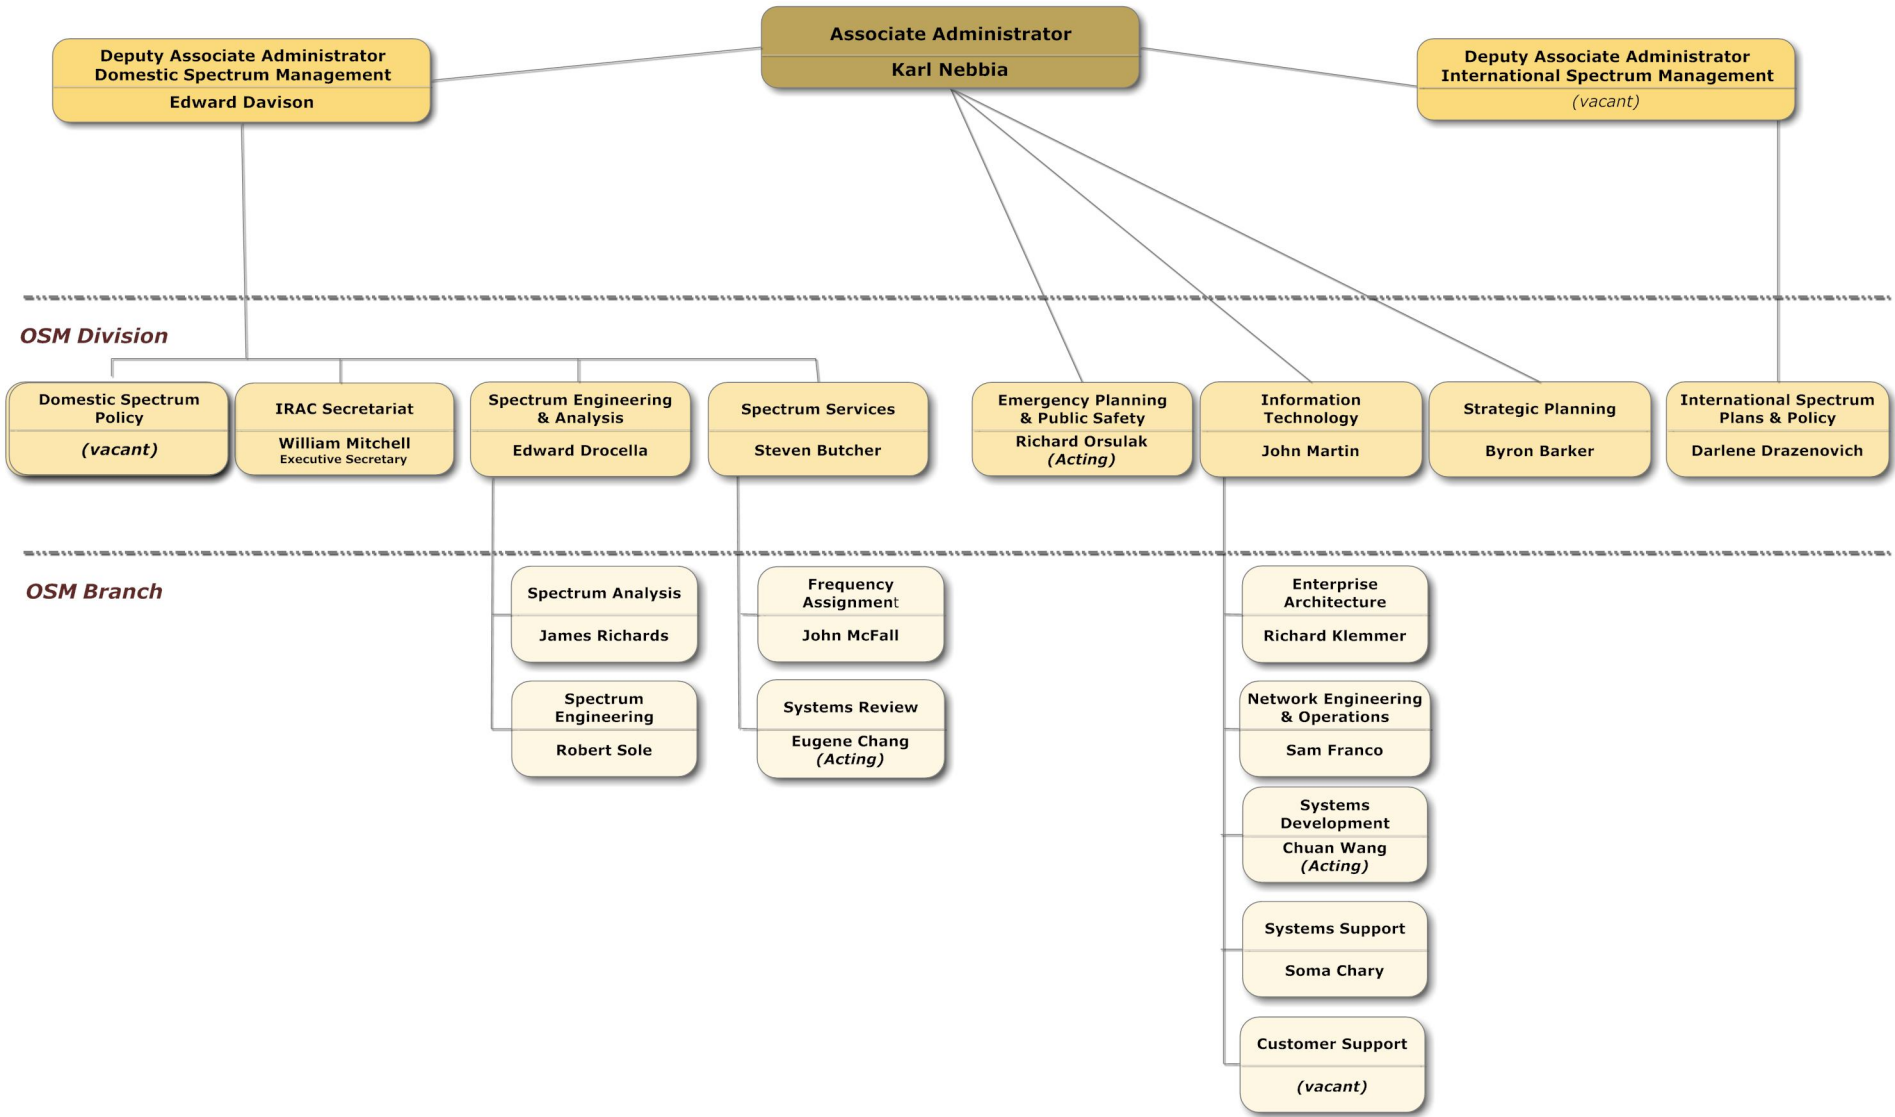 Associate Administrator
Karl Nebbia
Deputy Associate Administrator
Domestic Spectrum Management
Edward Davison
Deputy Associate Administrator
International Spectrum Management
(vacant)
OSM Division
Domestic Spectrum
Policy
(vacant)
IRAC Secretariat
William Mitchell
Executive Secretary
Spectrum Engineering
& Analysis
Edward Drocella
Spectrum Services
Steven Butcher
Emergency Planning
& Public Safety
Richard Orsulak
(Acting)
Information
Technology
John Martin
Strategic Planning
Byron Barker
International Spectrum
Plans & Policy
Darlene Drazenovich
OSM Branch
Spectrum Analysis
James Richards
Spectrum
Engineering
Robert Sole
Frequency
Assignment
John McFall
Systems Review
Eugene Chang
(Acting)
Enterprise
Architecture
Richard Klemmer
Network Engineering
& Operations
Sam Franco
Systems
Development
Chuan Wang
(Acting)
Systems Support
Soma Chary
Customer Support
(vacant)